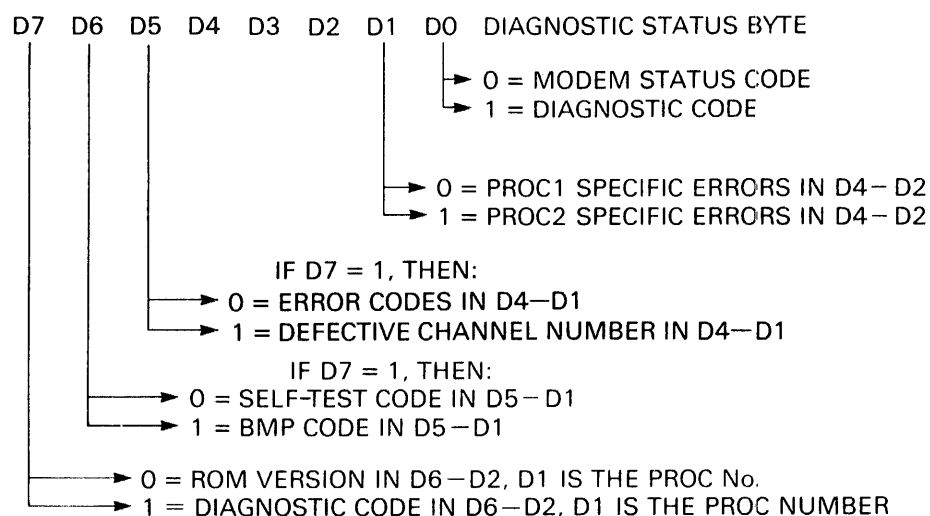 D7 D6 D5 D4 D3 D2 D1 D0 DIAGNOSTIC STATUS BYTE
0 = MODEM STATUS CODE
1 = DIAGNOSTIC CODE
0 = PROC1 SPECIFIC ERRORS IN D4–D2
1 = PROC2 SPECIFIC ERRORS IN D4–D2
IF D7 = 1, THEN:
0 = ERROR CODES IN D4–D1
1 = DEFECTIVE CHANNEL NUMBER IN D4–D1
IF D7 = 1, THEN:
0 = SELF-TEST CODE IN D5–D1
1 = BMP CODE IN D5–D1
0 = ROM VERSION IN D6–D2, D1 IS THE PROC No.
1 = DIAGNOSTIC CODE IN D6–D2, D1 IS THE PROC NUMBER